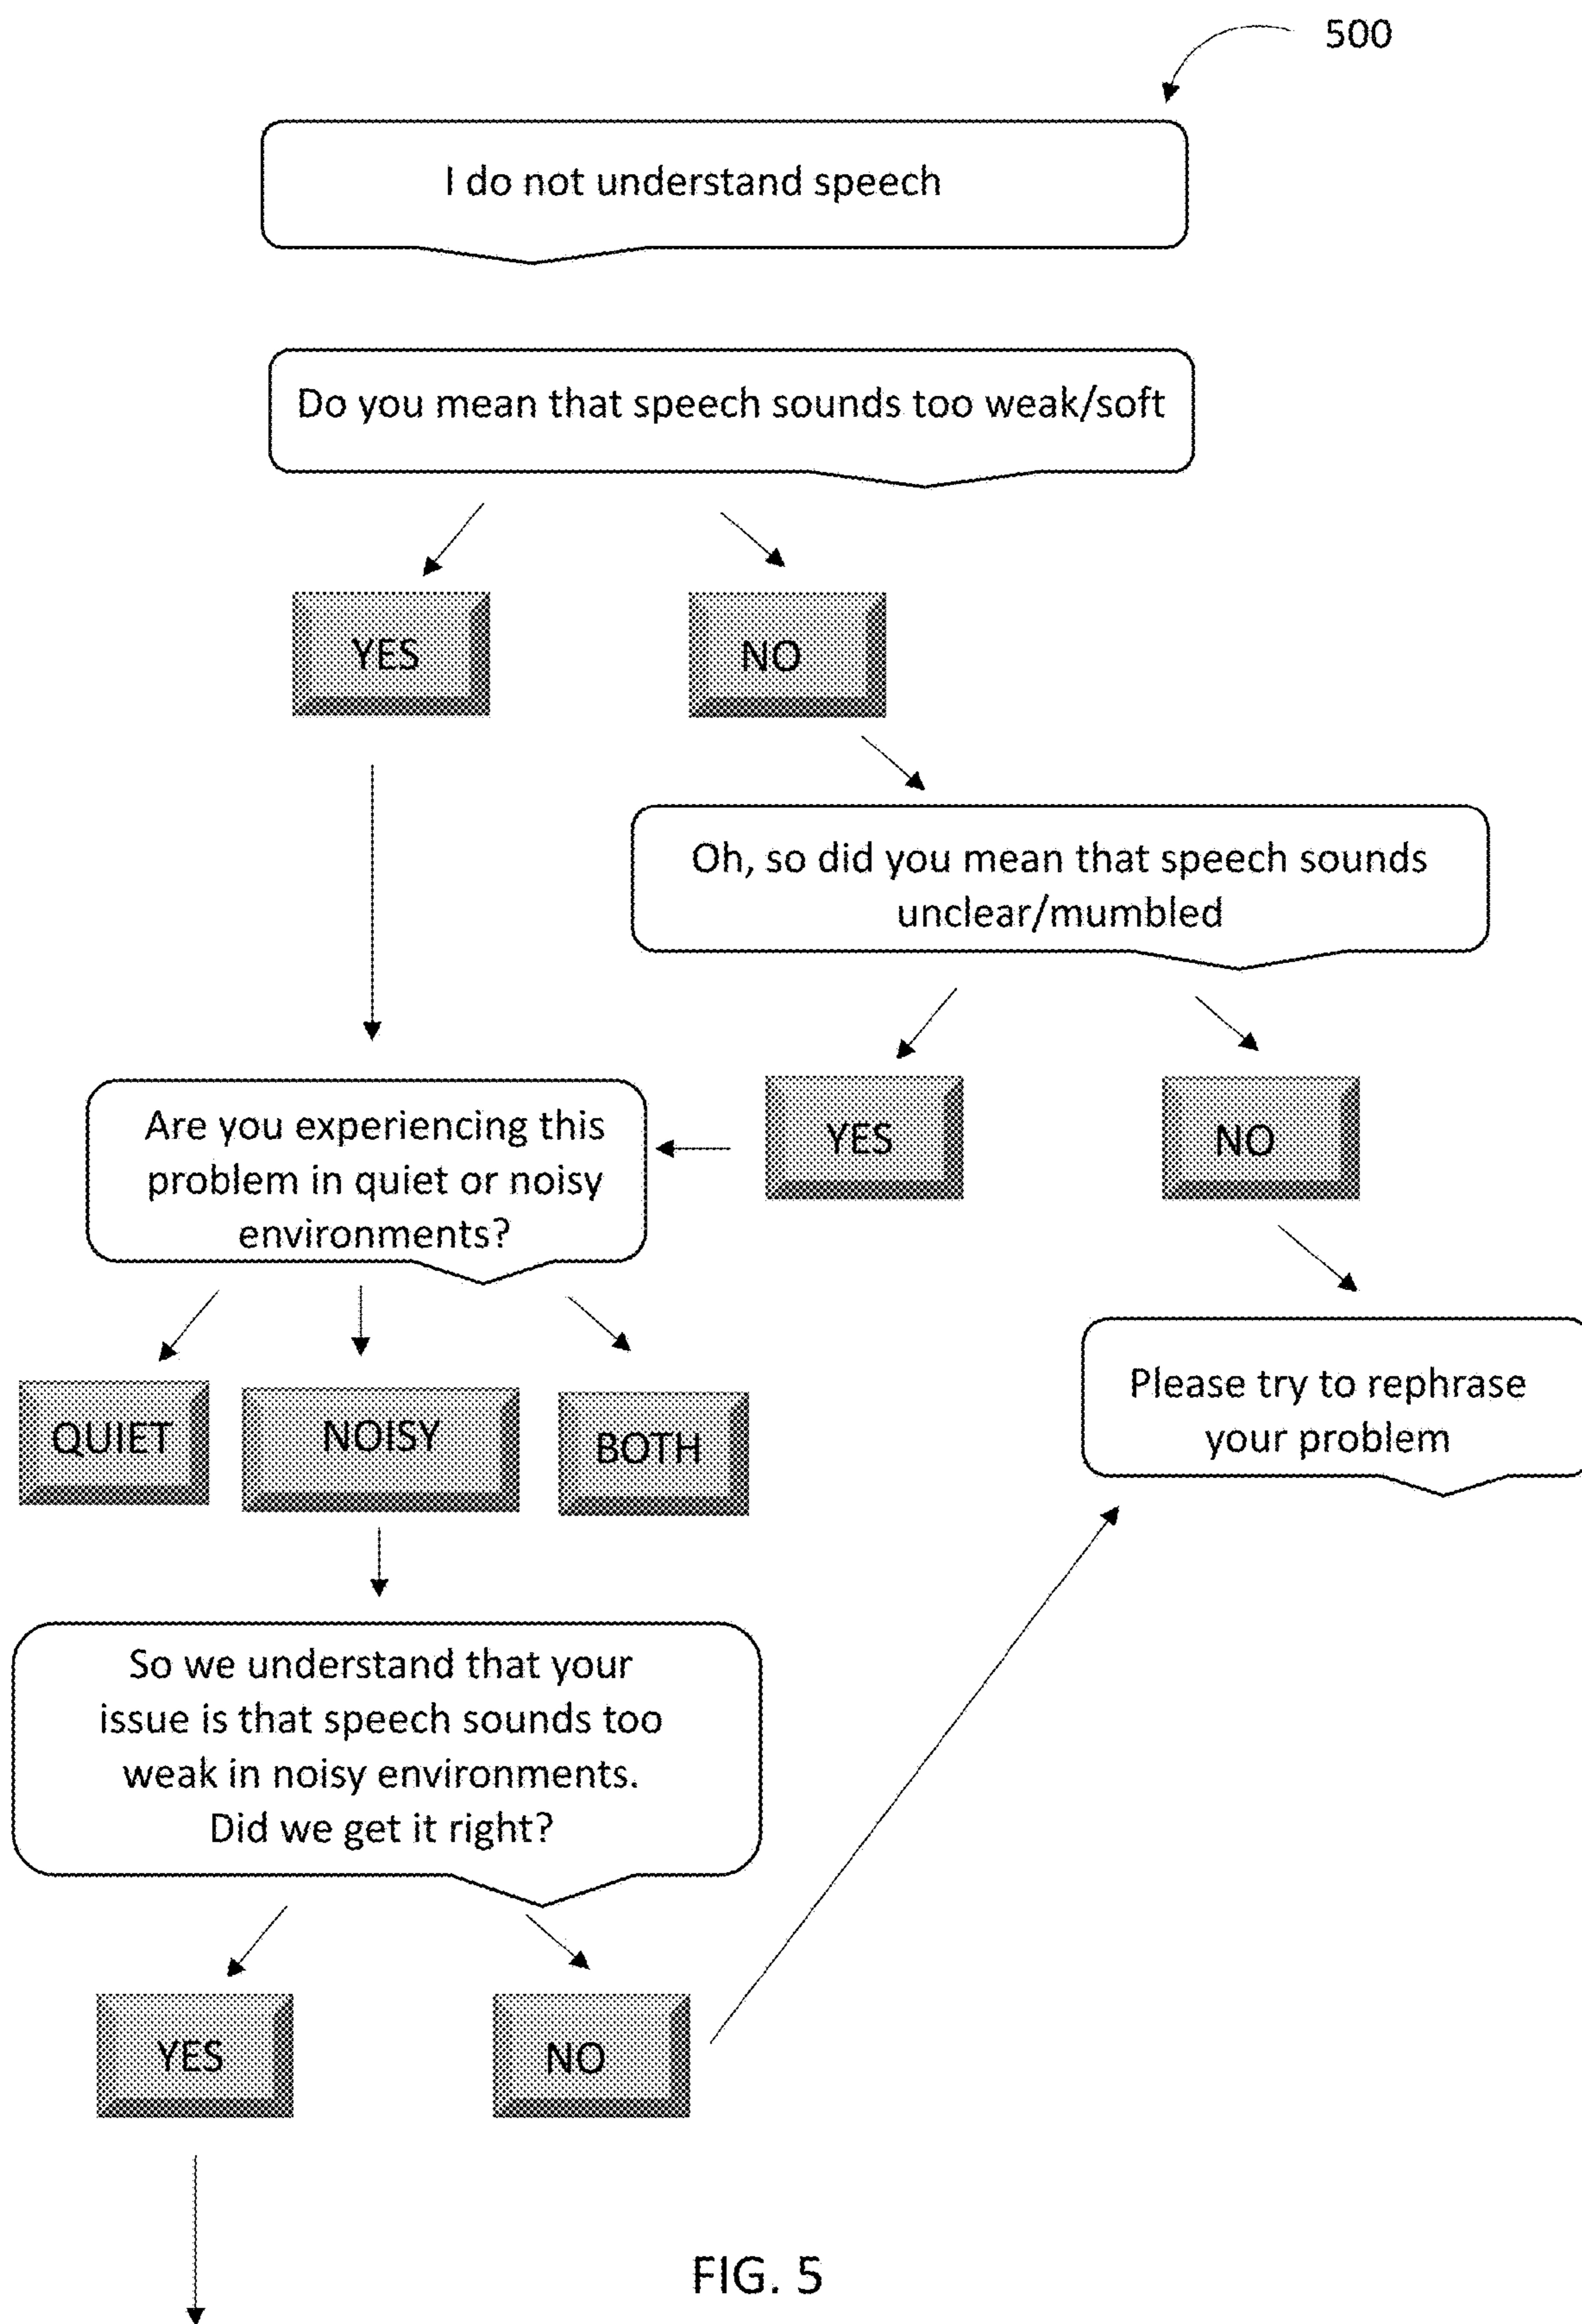 500
I do not understand speech
Do you mean that speech sounds too weak/soft
YES
NO
Oh, so did you mean that speech sounds
unclear/mumbled
Are you experiencing this
problem in quiet or noisy
environments?
YES
NO
QUIET
NOISY
BOTH
Please try to rephrase
your problem
So we understand that your
issue is that speech sounds too
weak in noisy environments.
Did we get it right?
YES
NO
FIG. 5